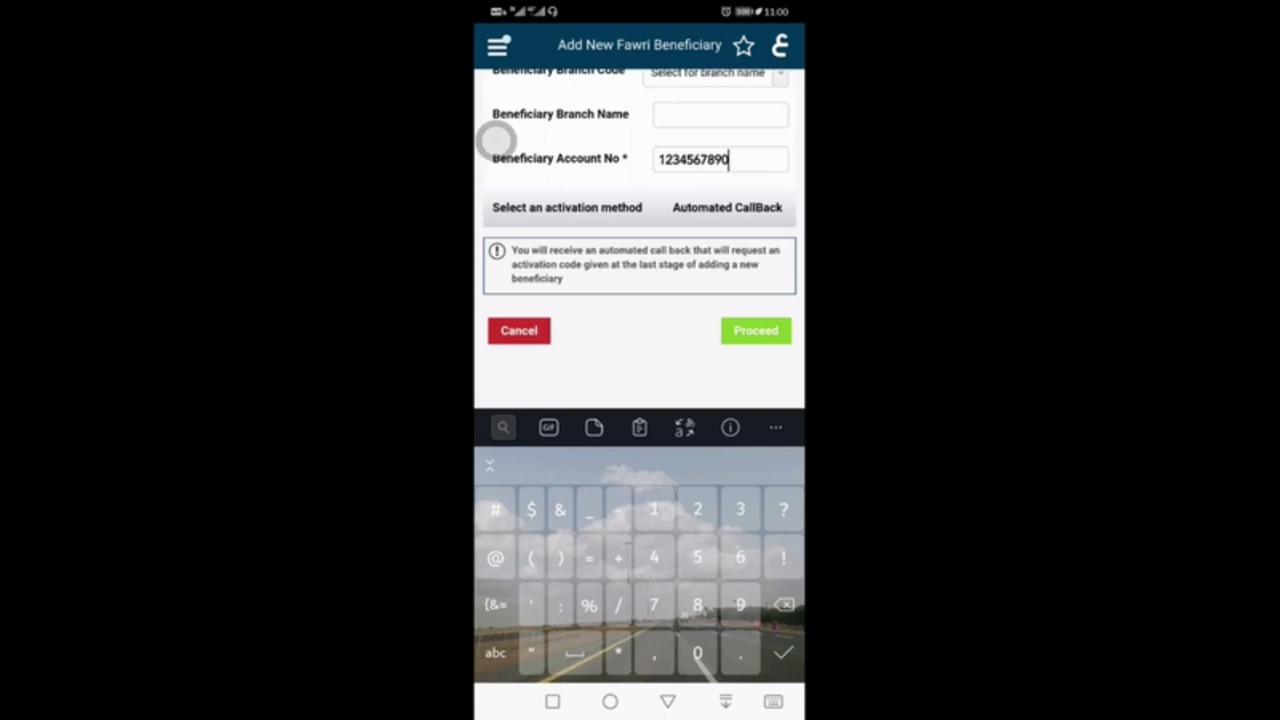 11:00
Add New Fawri Beneficiary ع
Beneficiary Branch Code Select for branch name
Beneficiary Branch Name
Beneficiary Account No * 1234567890
Select an activation method Automated CallBack
You will receive an automated call back that will request an
activation code given at the last stage of adding a new
beneficiary
Cancel Proceed
GIF
# $ & _ - 1 2 3 ?
@ ( ) = + 4 5 6 !
{&= ' : % / 7 8 9
abc " * , 0 .